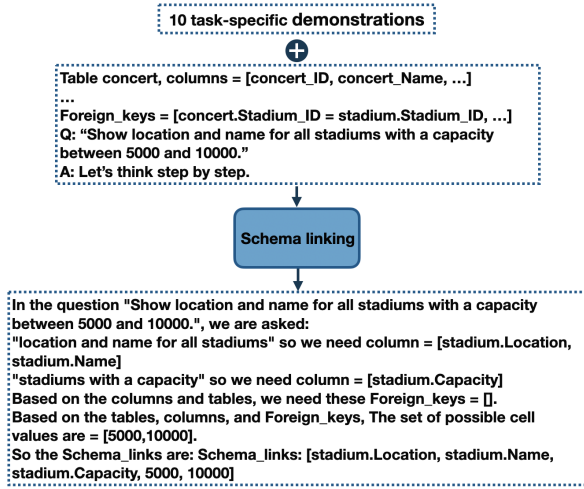 10 task-specific demonstrations
+
Table concert, columns = [concert_ID, concert_Name, …]
…
Foreign_keys = [concert.Stadium_ID = stadium.Stadium_ID, …]
Q: “Show location and name for all stadiums with a capacity
between 5000 and 10000.”
A: Let’s think step by step.
Schema linking
In the question "Show location and name for all stadiums with a capacity
between 5000 and 10000.", we are asked:
"location and name for all stadiums" so we need column = [stadium.Location,
stadium.Name]
"stadiums with a capacity" so we need column = [stadium.Capacity]
Based on the columns and tables, we need these Foreign_keys = [].
Based on the tables, columns, and Foreign_keys, The set of possible cell
values are = [5000,10000].
So the Schema_links are: Schema_links: [stadium.Location, stadium.Name,
stadium.Capacity, 5000, 10000]